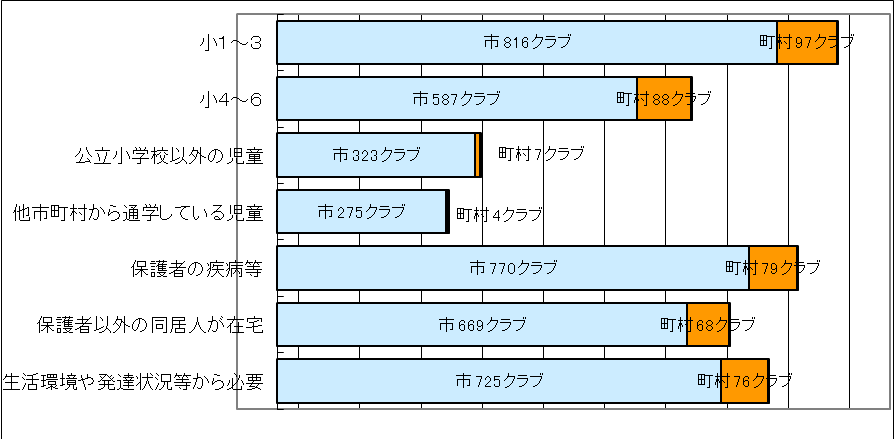 小１～３ 市816クラブ 町村97クラブ
小４～６ 市587クラブ 町村88クラブ
公立小学校以外の児童 市323クラブ 町村7クラブ
他市町村から通学している児童 市275クラブ 町村4クラブ
保護者の疾病等 市770クラブ 町村79クラブ
保護者以外の同居人が在宅 市669クラブ 町村68クラブ
生活環境や発達状況等から必要 市725クラブ 町村76クラブ